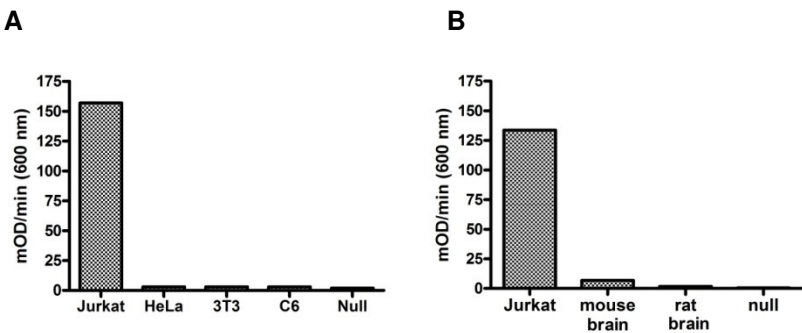 A
B
mOD/min (600 nm)
175
150
125
100
75
50
25
0
Jurkat HeLa 3T3 C6 Null
mOD/min (600 nm)
175
150
125
100
75
50
25
0
Jurkat mouse brain rat brain null